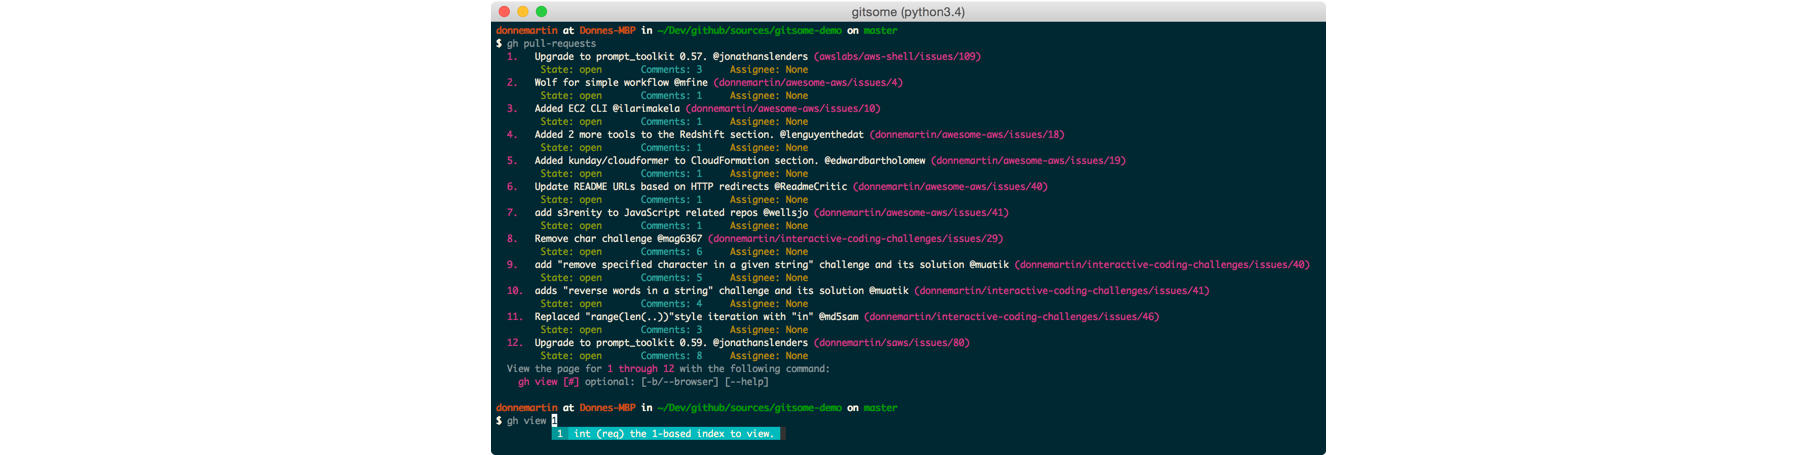 gitsome (python3.4)
donnemartin at Donnes-MBP in ~/Dev/github/sources/gitsome-demo on master
$ gh pull-requests
1. Upgrade to prompt_toolkit 0.57. @jonathanslenders (awslabs/aws-shell/issues/109)
State: open Comments: 3 Assignee: None
2. Wolf for simple workflow @mfine (donnemartin/awesome-aws/issues/4)
State: open Comments: 1 Assignee: None
3. Added EC2 CLI @ilarimakela (donnemartin/awesome-aws/issues/10)
State: open Comments: 1 Assignee: None
4. Added 2 more tools to the Redshift section. @lenguyenthedat (donnemartin/awesome-aws/issues/18)
State: open Comments: 1 Assignee: None
5. Added kunday/cloudformer to CloudFormation section. @edwardbartholomew (donnemartin/awesome-aws/issues/19)
State: open Comments: 1 Assignee: None
6. Update README URLs based on HTTP redirects @ReadmeCritic (donnemartin/awesome-aws/issues/40)
State: open Comments: 1 Assignee: None
7. add s3renity to JavaScript related repos @wellsjo (donnemartin/awesome-aws/issues/41)
State: open Comments: 1 Assignee: None
8. Remove char challenge @mag6367 (donnemartin/interactive-coding-challenges/issues/29)
State: open Comments: 6 Assignee: None
9. add "remove specified character in a given string" challenge and its solution @muatik (donnemartin/interactive-coding-challenges/issues/40)
State: open Comments: 5 Assignee: None
10. adds "reverse words in a string" challenge and its solution @muatik (donnemartin/interactive-coding-challenges/issues/41)
State: open Comments: 4 Assignee: None
11. Replaced "range(len(..))"style iteration with "in" @md5sam (donnemartin/interactive-coding-challenges/issues/46)
State: open Comments: 3 Assignee: None
12. Upgrade to prompt_toolkit 0.59. @jonathanslenders (donnemartin/saws/issues/80)
State: open Comments: 8 Assignee: None
View the page for 1 through 12 with the following command:
gh view [#] optional: [-b/--browser] [--help]
donnemartin at Donnes-MBP in ~/Dev/github/sources/gitsome-demo on master
$ gh view 1
1 int (req) the 1-based index to view.